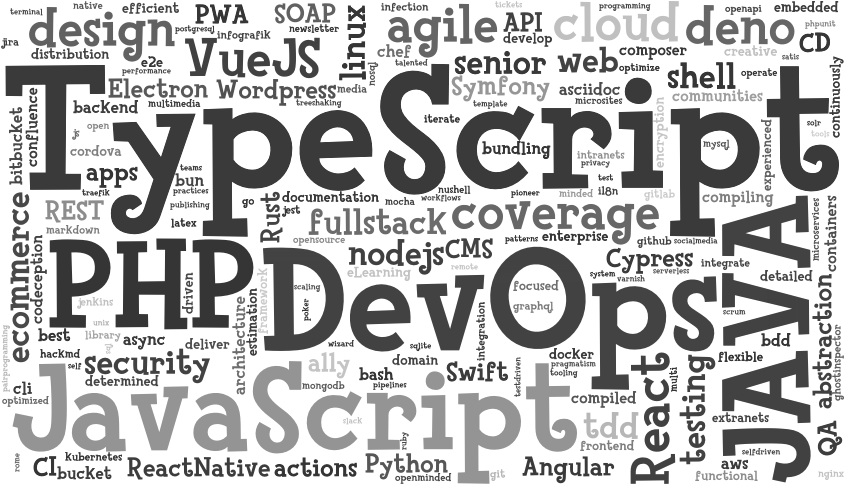 terminal
native
efficient
PWA
SOAP
infection
tickets
programming
openapi
embedded
jira
design
postgresql
infografik
newsletter
linux
agile
API
develop
cloud
deno
phpunit
CD
distribution
e2e
performance
VueJS
nosql
chef
talented
senior
web
composer
optimize
creative
satis
shell
operate
continuously
Electron
Wordpress
media
Symfony
asciidoc
communities
bitbucket
confluence
backend
multimedia
treeshaking
template
microsites
TypeScript
iterate
encryption
experienced
solr
tools
js
open
cordova
bundling
intranets
privacy
mysql
apps
teams
bun
practices
test
traefik
publishing
go
documentation
mocha
nushell
workflows
pioneer
minded
i18n
gitlab
compiling
REST
markdown
latex
Rust
jest
fullstack
coverage
opensource
patterns
enterprise
github
socialmedia
microservices
containers
ecommerce
codeception
PHP
DevOps
nodejs
CMS
JAVA
eLearning
remote
Cypress
serverless
integrate
detailed
system
varnish
focused
graphql
jenkins
driven
framework
scaling
poker
architecture
estimation
unix
best
library
sql
async
deliver
wizard
sqlite
integration
scrum
bdd
abstraction
ghostinspector
pairprogramming
hackmd
self
security
determined
a11y
domain
docker
pragmatism
tooling
flexible
cli
optimized
mongodb
bash
pipelines
Swift
testdriven
compiled
React
multi
testing
JavaScript
slack
ruby
tdd
frontend
extranets
QA
selfdriven
rome
CI
Kubernetes
bucket
ReactNative
actions
Python
openminded
git
Angular
aws
functional
nginx